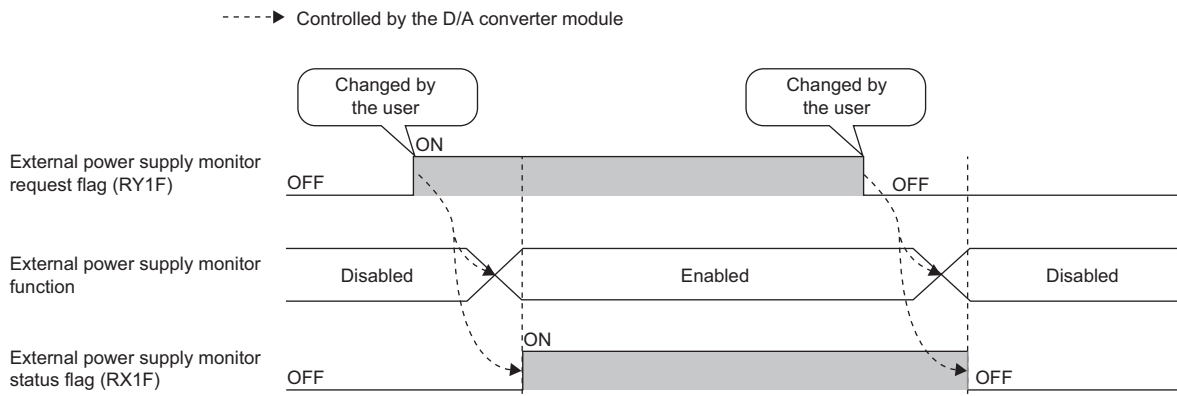 Controlled by the D/A converter module
Changed by
the user
Changed by
the user
External power supply monitor
request flag (RY1F)
OFF
ON
OFF
External power supply monitor
function
Disabled
Enabled
Disabled
External power supply monitor
status flag (RX1F)
OFF
ON
OFF